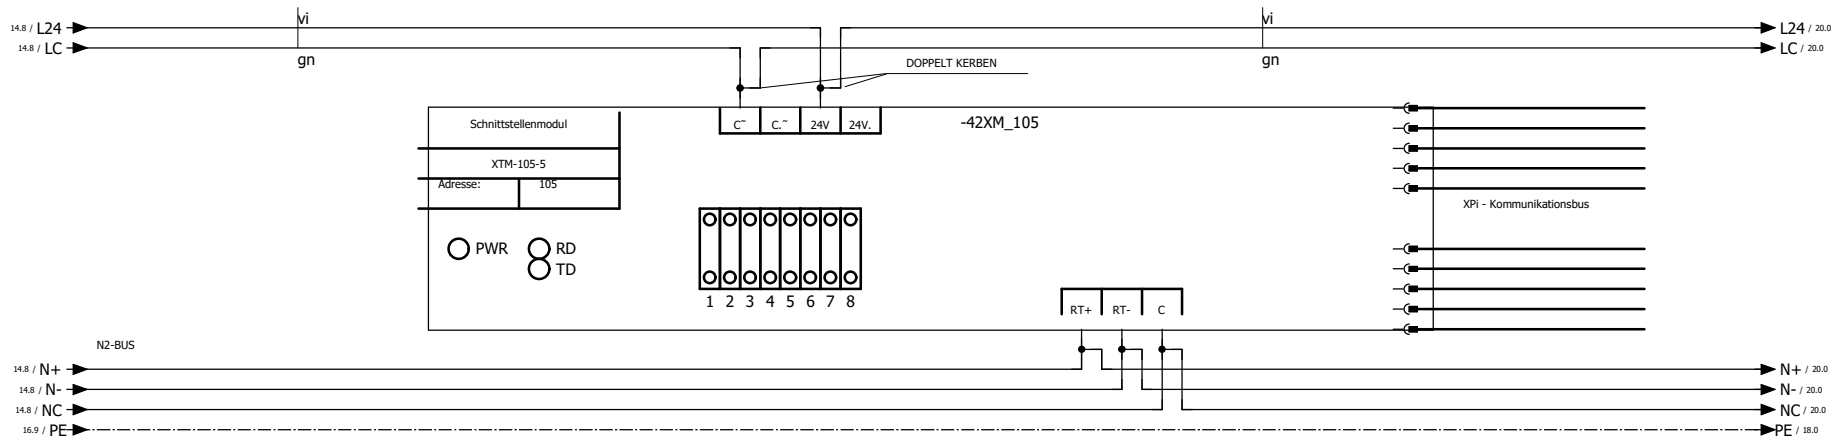 vi vi
14.8 / L24 L24 / 20.0
14.8 / LC LC / 20.0
gn gn
DOPPELT KERBEN
Schnittstellenmodul C~ C.~ 24V 24V. -42XM_105
XTM-105-5
Adresse: 105
XPi - Kommunikationsbus
PWR RD
TD
1 2 3 4 5 6 7 8
RT+ RT- C
N2-BUS
14.8 / N+ N+ / 20.0
14.8 / N- N- / 20.0
14.8 / NC NC / 20.0
16.9 / PE PE / 18.0